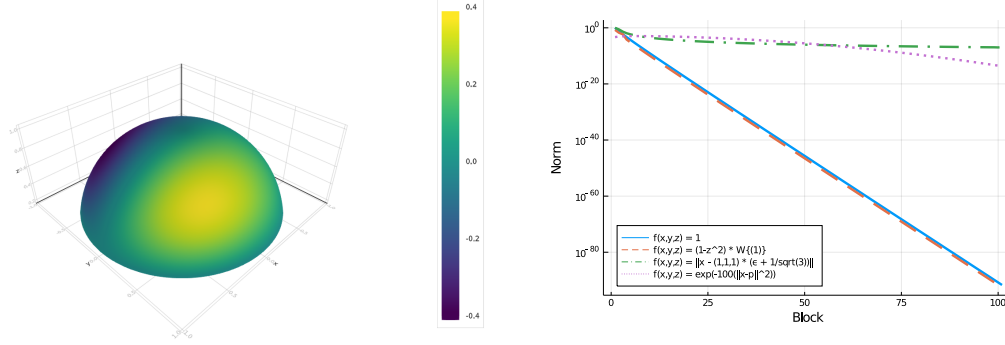 0.4
0.2
0.0
-0.2
-0.4
z
y
x
1.0
Norm
10^0
10^-20
10^-40
10^-60
10^-80
f(x,y,z) = 1
f(x,y,z) = (1-z^2) * W{(1)}
f(x,y,z) = ||x - (1,1,1) * (ϵ + 1/sqrt(3))||
f(x,y,z) = exp(-100(||x-p||^2))
1
25
50
75
100
Block